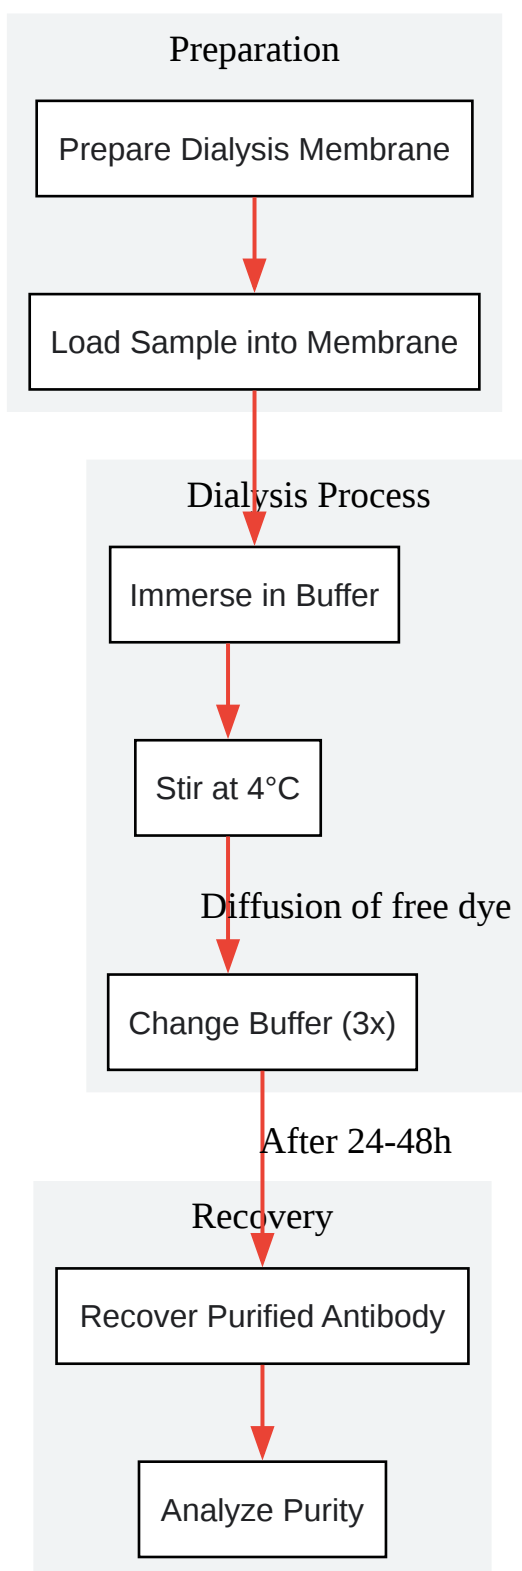 Preparation
Prepare Dialysis Membrane
Load Sample into Membrane
Dialysis Process
Immerse in Buffer
Stir at 4°C
Diffusion of free dye
Change Buffer (3x)
After 24-48h
Recovery
Recover Purified Antibody
Analyze Purity